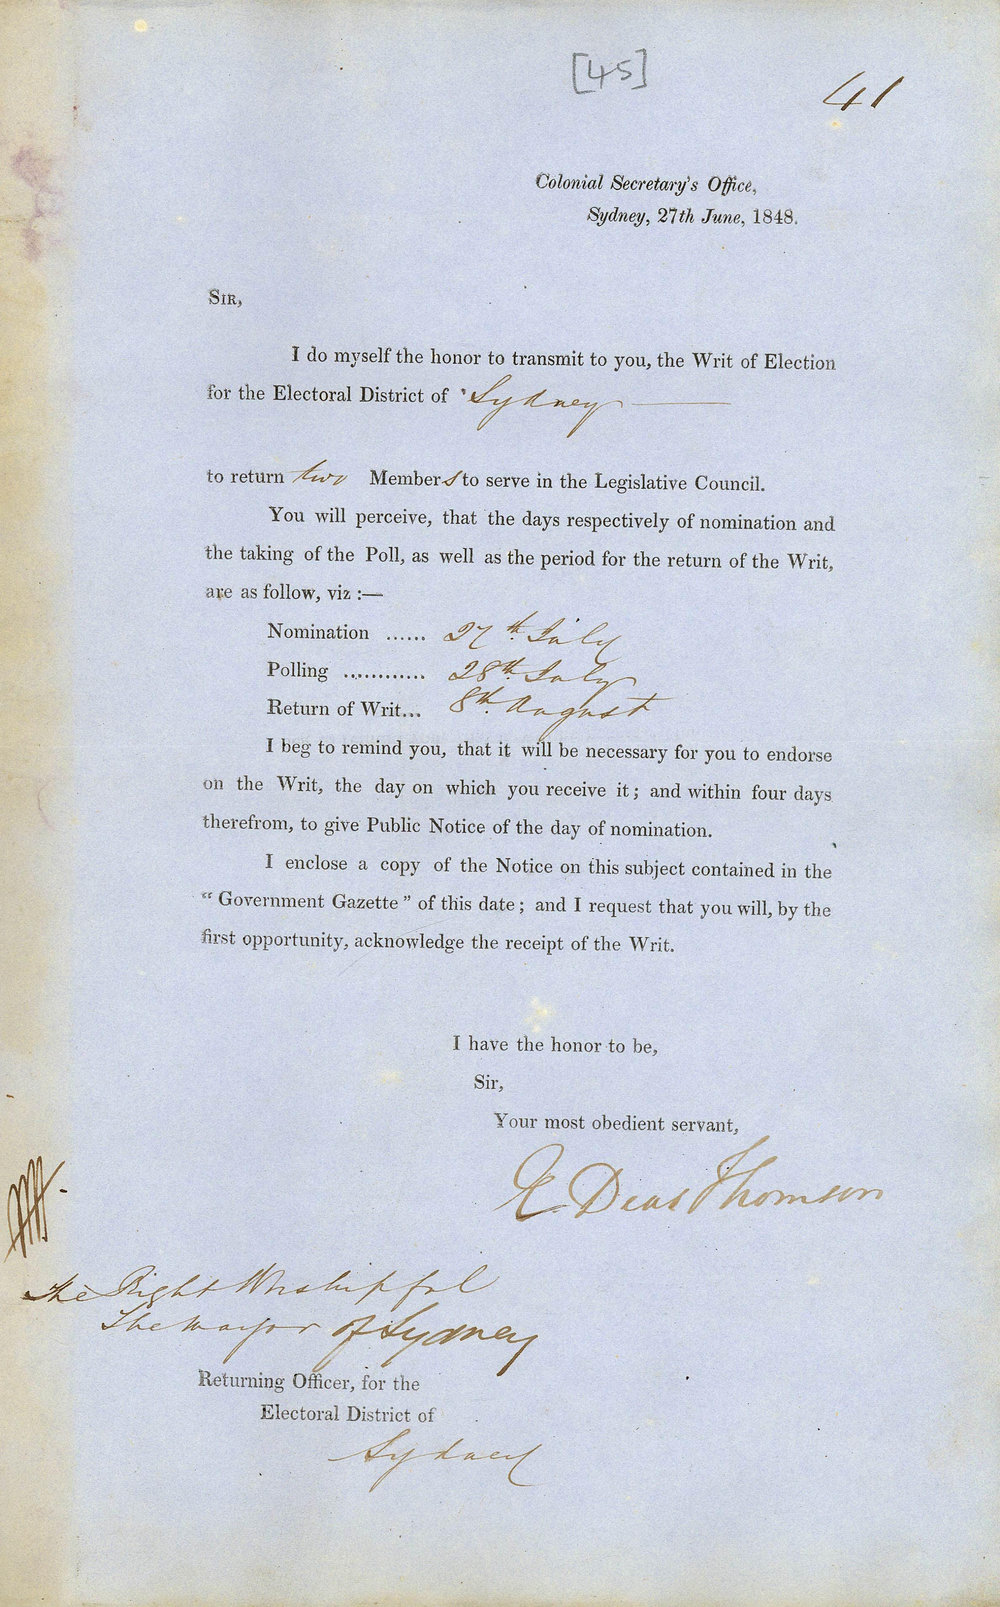 [45]
41
Colonial Secretary's Office,
Sydney, 27th June, 1848.
SIR,
I do myself the honor to transmit to you, the Writ of Election
for the Electoral District of Sydney
to return two Members to serve in the Legislative Council.
You will perceive, that the days respectively of nomination and
the taking of the Poll, as well as the period for the return of the Writ,
are as follow, viz :—
Nomination ...... 27th July
Polling ............ 28th July
Return of Writ... 8th August
I beg to remind you, that it will be necessary for you to endorse
on the Writ, the day on which you receive it; and within four days
therefrom, to give Public Notice of the day of nomination.
I enclose a copy of the Notice on this subject contained in the
“ Government Gazette ” of this date; and I request that you will, by the
first opportunity, acknowledge the receipt of the Writ.
I have the honor to be,
Sir,
Your most obedient servant,
E Deas Thomson
The Right Worshipful
The Mayor of Sydney
Returning Officer, for the
Electoral District of
Sydney